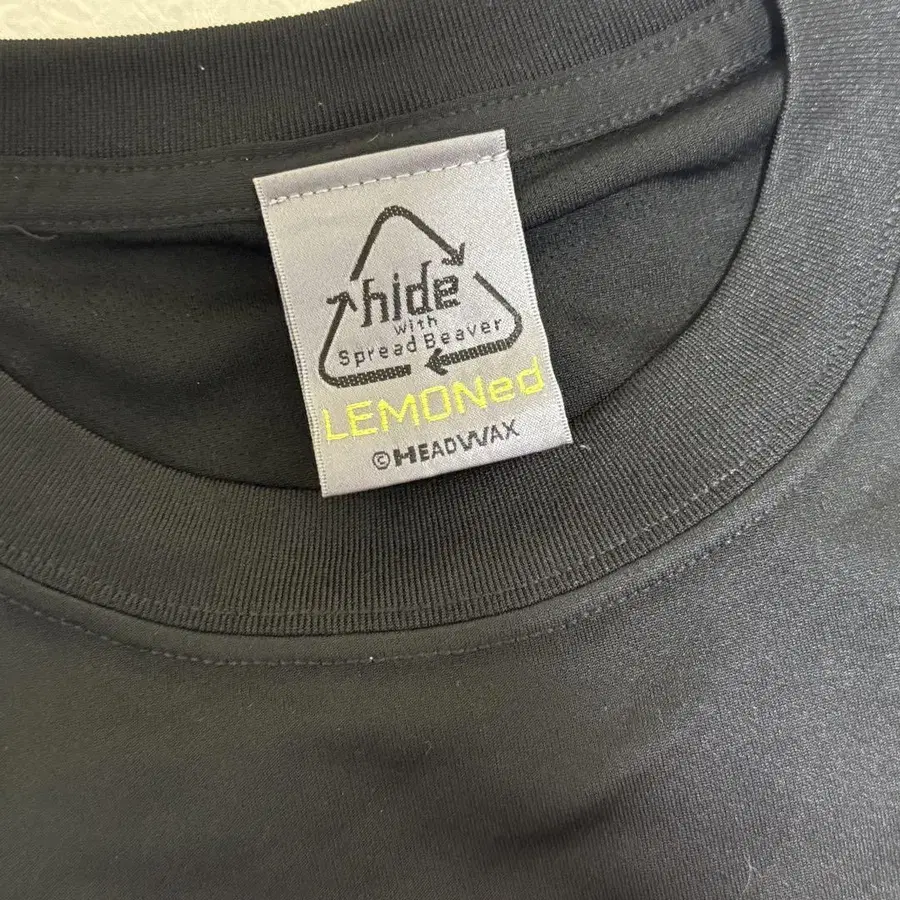 hide
with
Spread Beaver
LEMONed
©HEADWAX